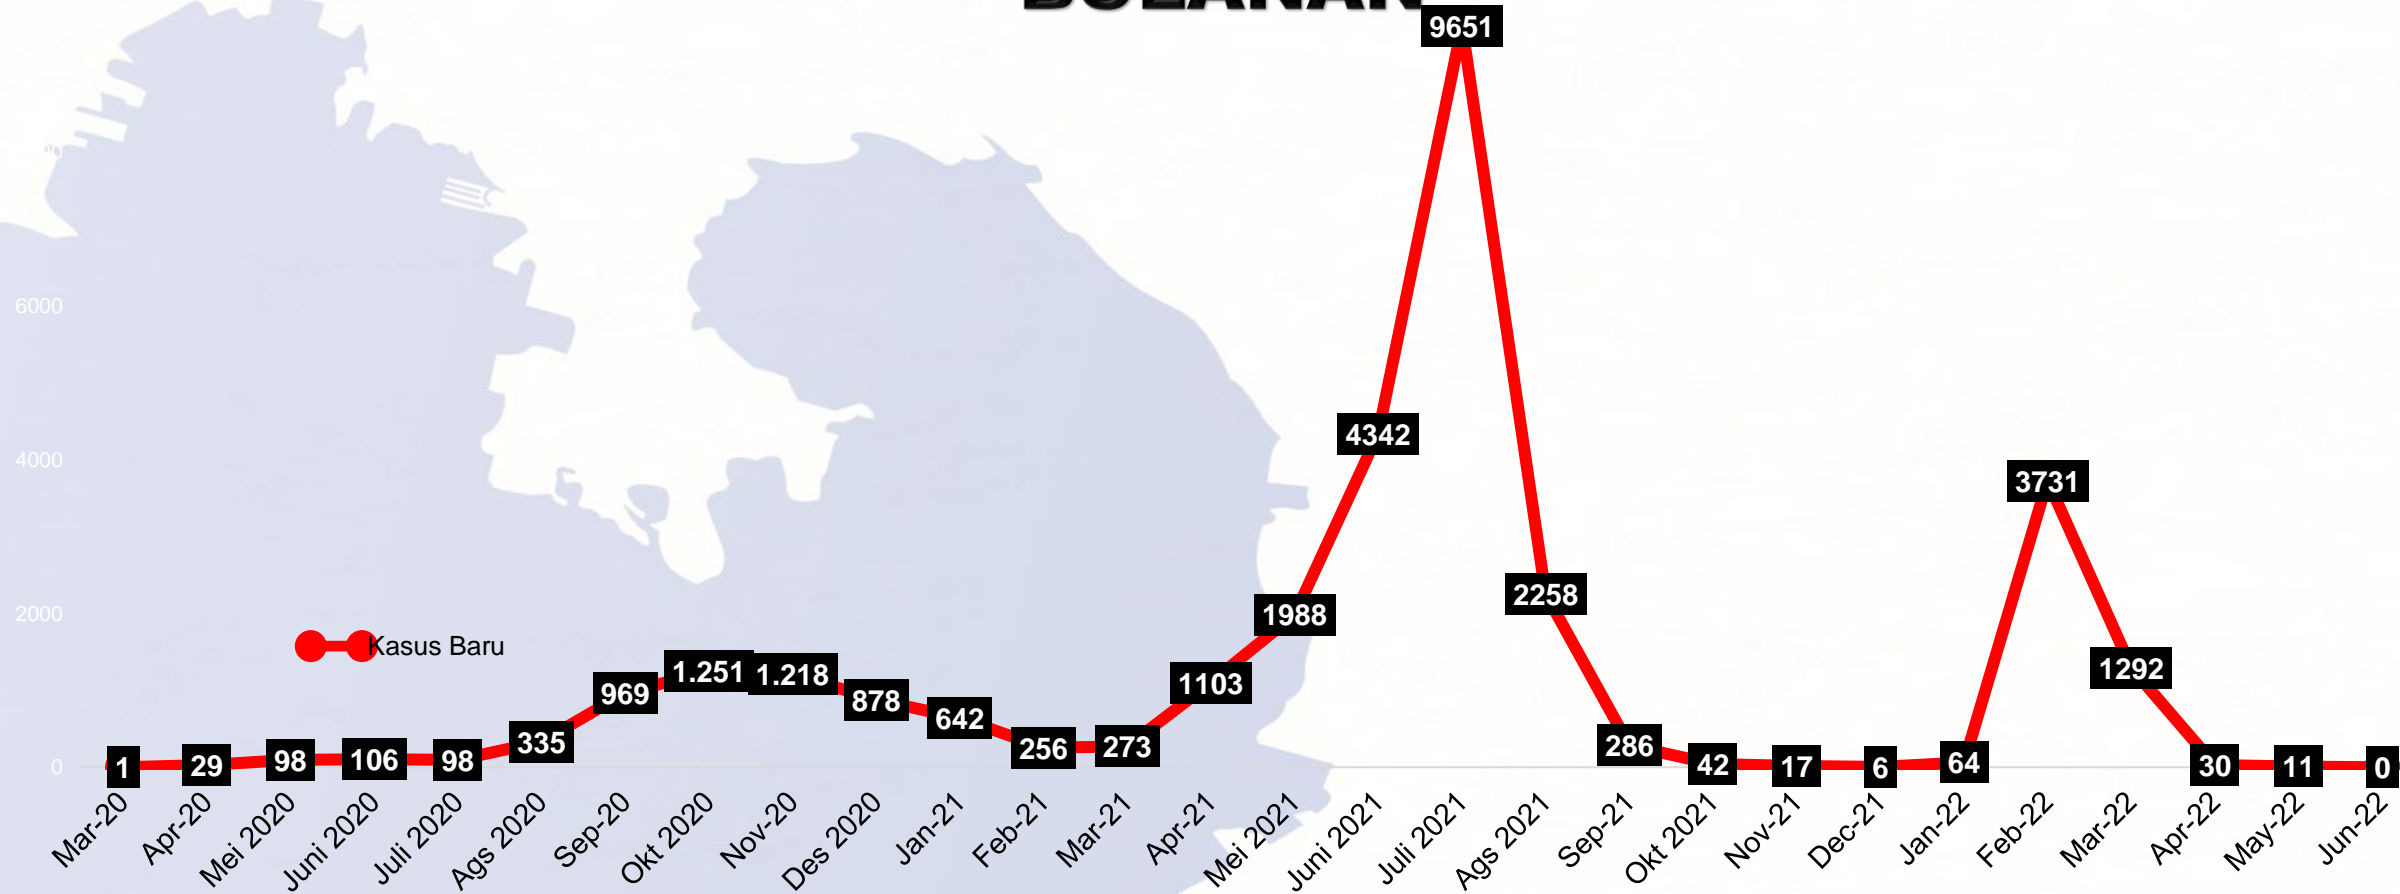 9651
6000
4342
4000
3731
2258
2000
1988
Kasus Baru
1292
1.251
1.218
1103
969
878
642
335
286
256
273
1
29
98
106
98
42
17
6
64
30
11
0
0
Mar-20
Apr-20
Mei 2020
Juni 2020
Juli 2020
Ags 2020
Sep-20
Okt 2020
Nov-20
Des 2020
Jan-21
Feb-21
Mar-21
Apr-21
Mei 2021
Juni 2021
Juli 2021
Ags 2021
Sep-21
Okt 2021
Nov-21
Dec-21
Jan-22
Feb-22
Mar-22
Apr-22
May-22
Jun-22